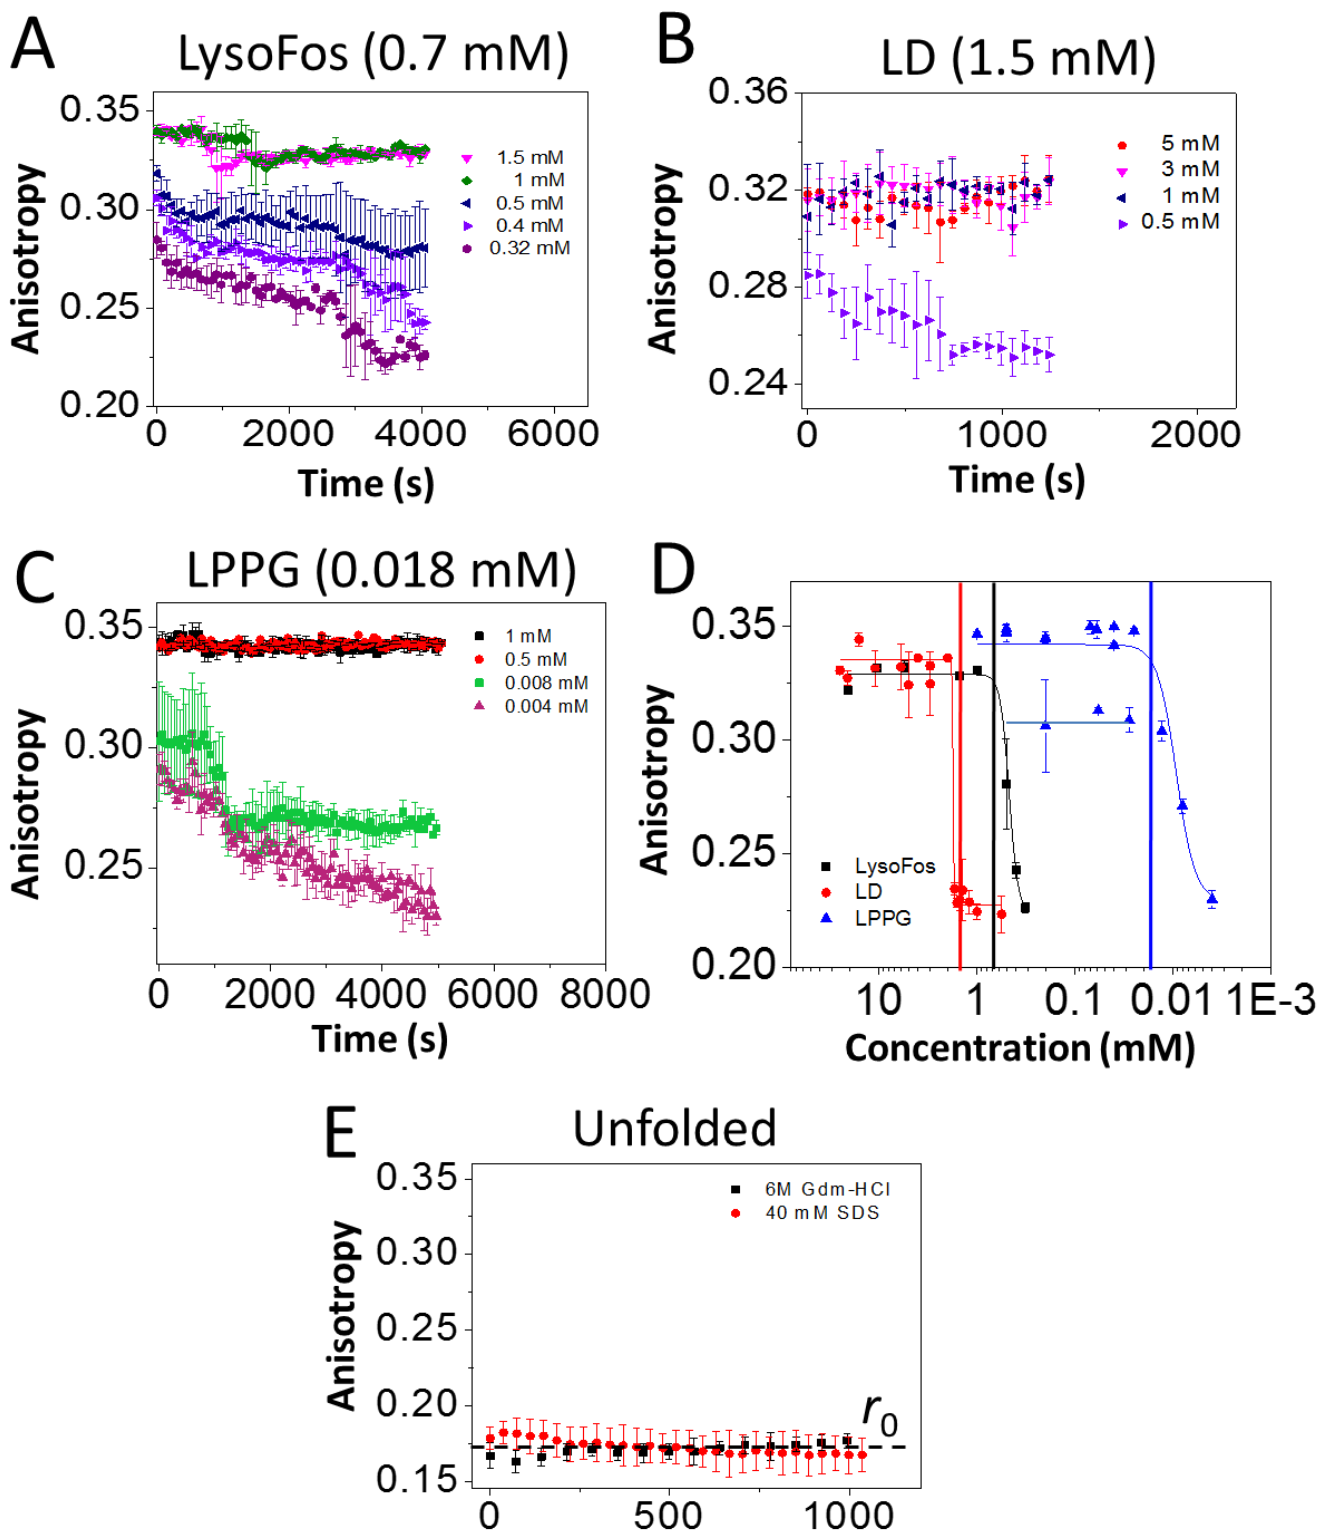 A
LysoFos (0.7 mM)
0.35
0.30
0.25
0.20
Anisotropy
1.5 mM
1 mM
0.5 mM
0.4 mM
0.32 mM
0 2000 4000 6000
Time (s)
B
LD (1.5 mM)
0.36
0.32
0.28
0.24
Anisotropy
5 mM
3 mM
1 mM
0.5 mM
0 1000 2000
Time (s)
C
LPPG (0.018 mM)
0.35
0.30
0.25
Anisotropy
1 mM
0.5 mM
0.008 mM
0.004 mM
0 2000 4000 6000 8000
Time (s)
D
0.35
0.30
0.25
0.20
Anisotropy
LysoFos
LD
LPPG
10 1 0.1 0.01 1E-3
Concentration (mM)
E
Unfolded
0.35
0.30
0.25
0.20
0.15
Anisotropy
6M Gdm-HCl
40 mM SDS
r0
0 500 1000